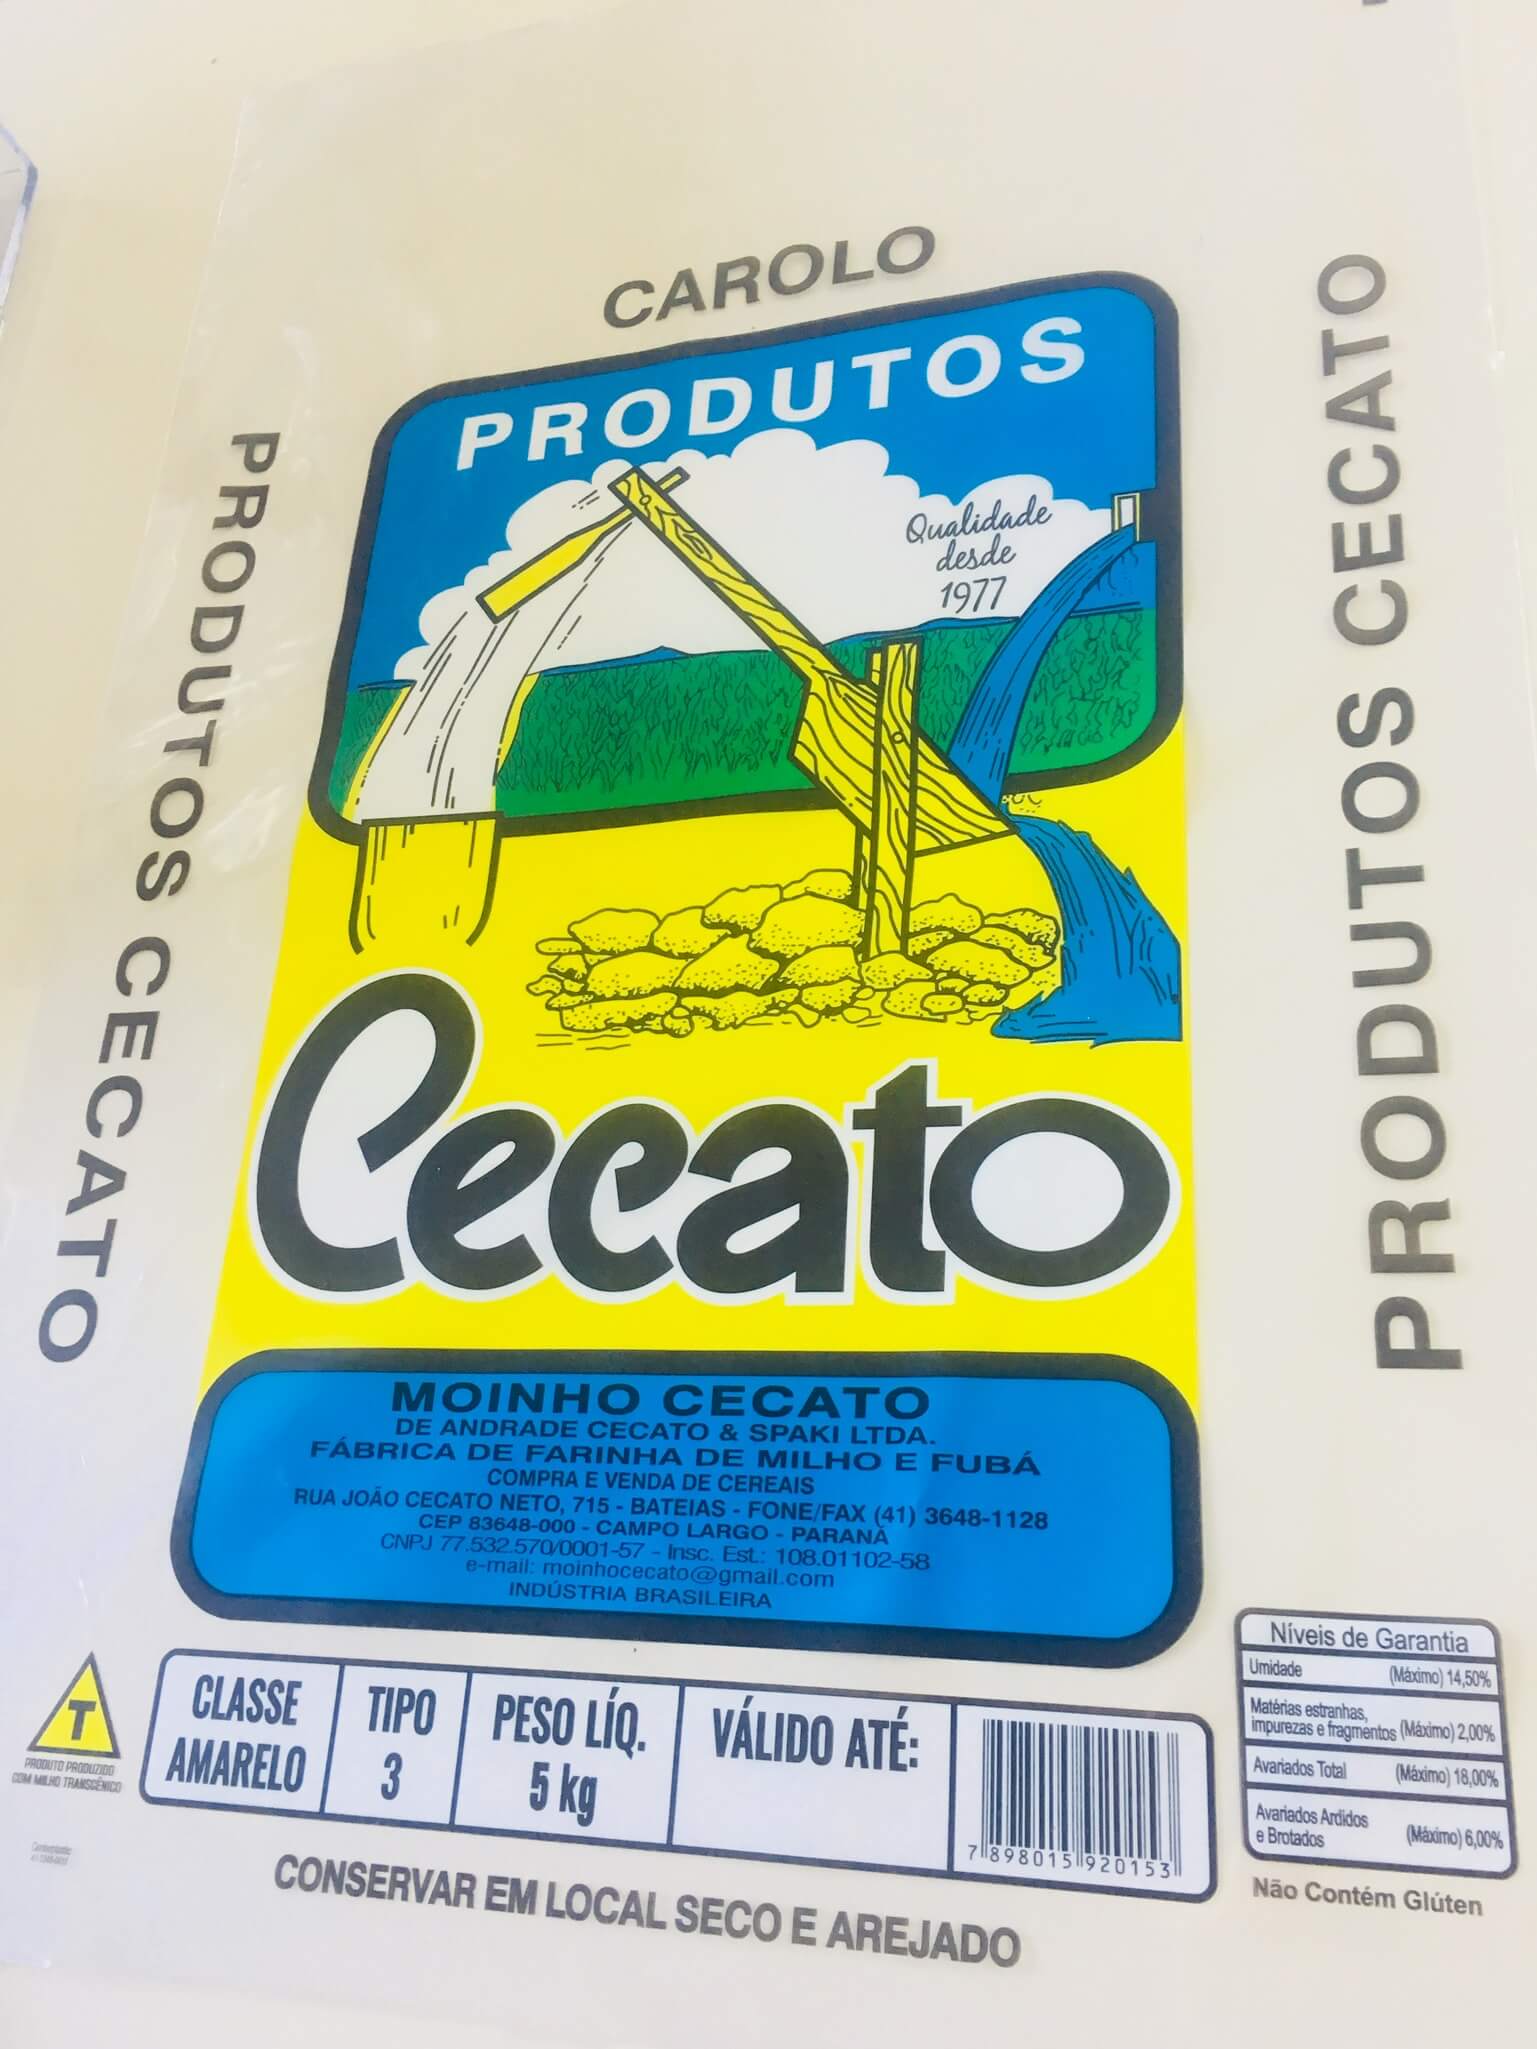 CAROLO
PRODUTOS
Qualidade
desde
1977
PRODUTOS CECATO
PRODUTOS CECATO
Cecato
MOINHO CECATO
DE ANDRADE CECATO & SPAKI LTDA.
FÁBRICA DE FARINHA DE MILHO E FUBÁ
COMPRA E VENDA DE CEREAIS
RUA JOÃO CECATO NETO, 715 - BATEIAS - FONE/FAX (41) 3648-1128
CEP 83648-000 - CAMPO LARGO - PARANÁ
CNPJ 77.532.570/0001-57 - Insc. Est.: 108.01102-58
e-mail: moinhocecato@gmail.com
INDÚSTRIA BRASILEIRA
T
PRODUTO PRODUZIDO
COM MILHO TRANSGÊNICO
CLASSE
AMARELO
TIPO
3
PESO LÍQ.
5 kg
VÁLIDO ATÉ:
7 898015 920153
Níveis de Garantia
Umidade (Máximo) 14,50%
Matérias estranhas,
impurezas e fragmentos (Máximo) 2,00%
Avariados Total (Máximo) 18,00%
Avariados Ardidos
e Brotados (Máximo) 6,00%
Não Contém Glúten
CONSERVAR EM LOCAL SECO E AREJADO